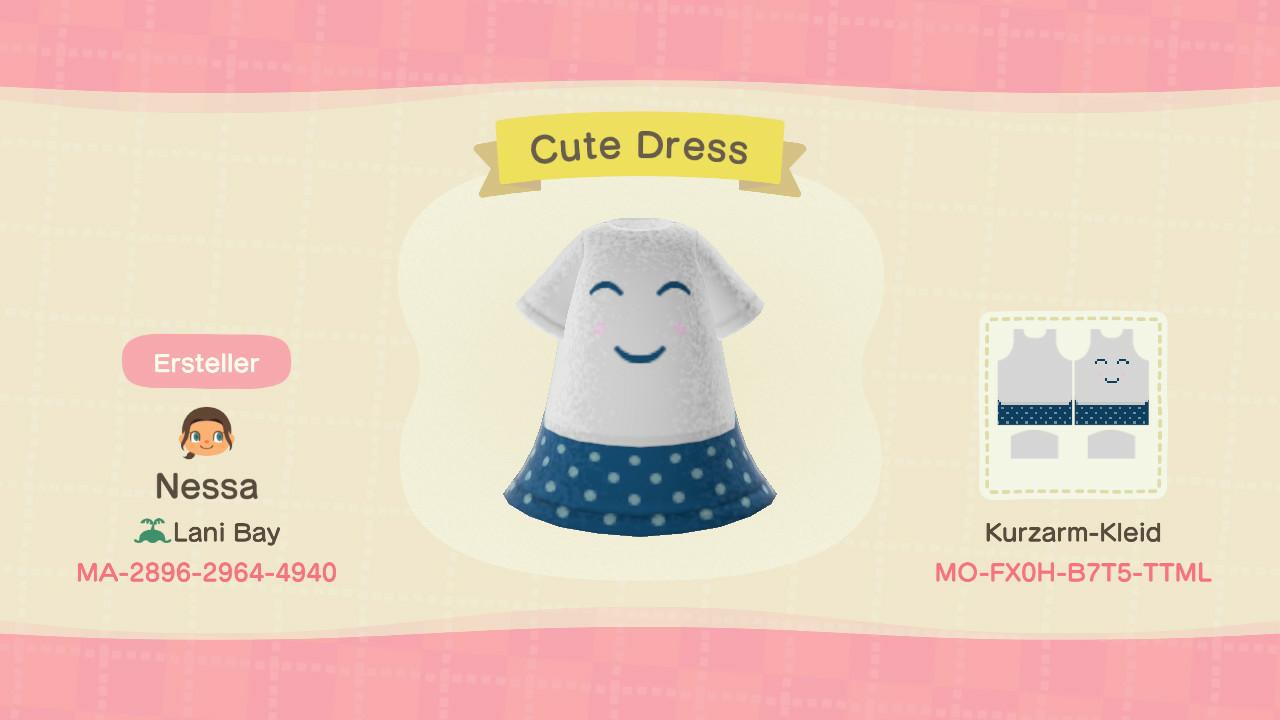 Cute Dress
Ersteller
Nessa
Lani Bay
MA-2896-2964-4940
Kurzarm-Kleid
MO-FX0H-B7T5-TTML